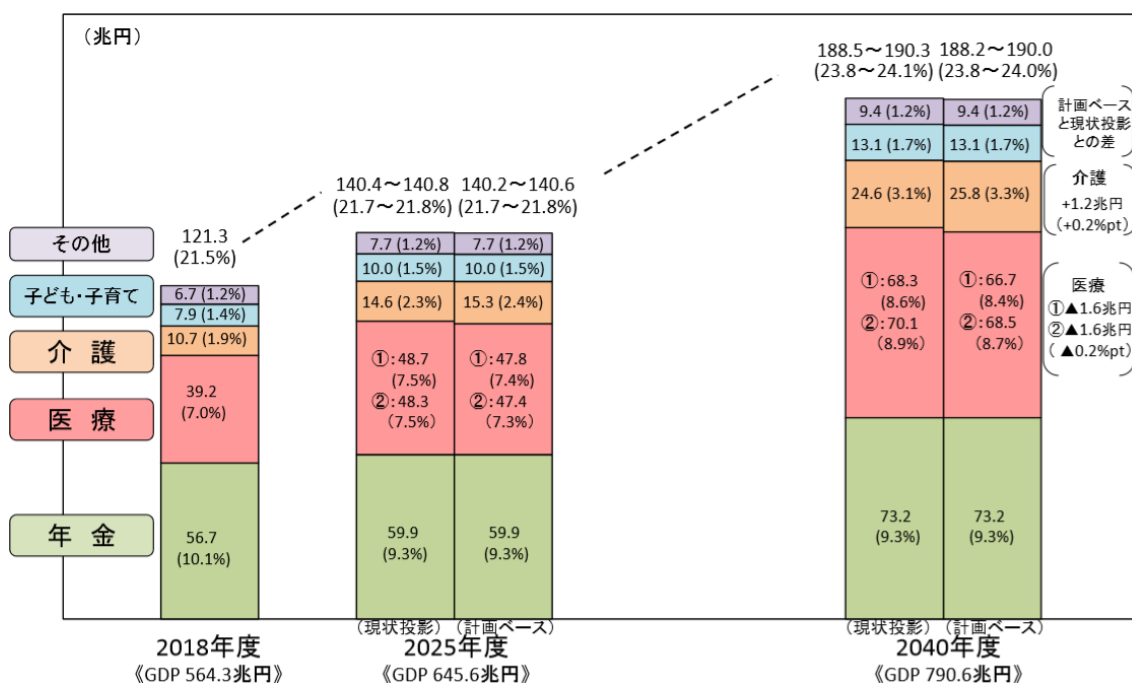 （兆円）
188.5～190.3
(23.8～24.1%)
188.2～190.0
(23.8～24.0%)
140.4～140.8
(21.7～21.8%)
140.2～140.6
(21.7～21.8%)
121.3
(21.5%)
その他
子ども・子育て
介 護
医 療
年 金
6.7 (1.2%)
7.9 (1.4%)
10.7 (1.9%)
39.2
(7.0%)
56.7
(10.1%)
7.7 (1.2%)
10.0 (1.5%)
14.6 (2.3%)
①:48.7
(7.5%)
②:48.3
(7.5%)
59.9
(9.3%)
7.7 (1.2%)
10.0 (1.5%)
15.3 (2.4%)
①:47.8
(7.4%)
②:47.4
(7.3%)
59.9
(9.3%)
9.4 (1.2%)
13.1 (1.7%)
24.6 (3.1%)
①:68.3
(8.6%)
②:70.1
(8.9%)
73.2
(9.3%)
9.4 (1.2%)
13.1 (1.7%)
25.8 (3.3%)
①:66.7
(8.4%)
②:68.5
(8.7%)
73.2
(9.3%)
計画ベース
と現状投影
との差
介護
+1.2兆円
(+0.2%pt)
医療
①▲1.6兆円
②▲1.6兆円
( ▲0.2%pt)
2018年度
《GDP 564.3兆円》
（現状投影）
（計画ベース）
2025年度
《GDP 645.6兆円》
（現状投影）
（計画ベース）
2040年度
《GDP 790.6兆円》